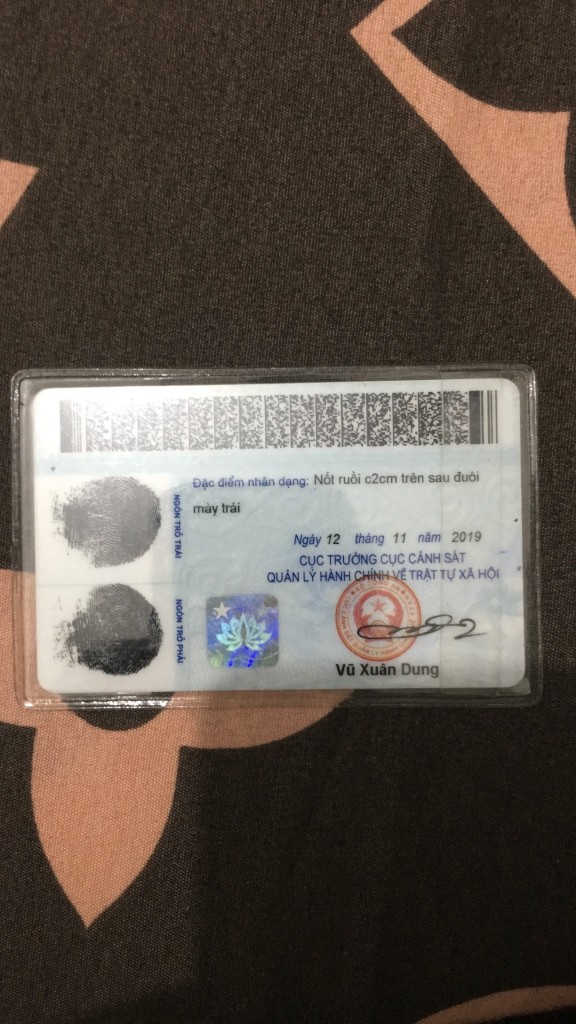 Đặc điểm nhân dạng: Nốt ruồi c2cm trên sau đuôi
mày trái
NGÓN TRỎ TRÁI
Ngày 12 tháng 11 năm 2019
CỤC TRƯỞNG CỤC CẢNH SÁT
QUẢN LÝ HÀNH CHÍNH VỀ TRẬT TỰ XÃ HỘI
NGÓN TRỎ PHẢI
Vũ Xuân Dung